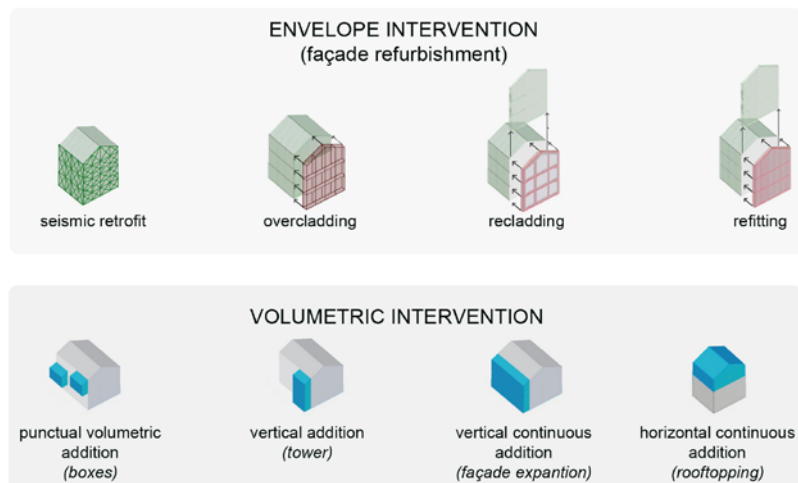 ENVELOPE INTERVENTION
(façade refurbishment)
seismic retrofit
overcladding
recladding
refitting
VOLUMETRIC INTERVENTION
punctual volumetric
addition
(boxes)
vertical addition
(tower)
vertical continuous
addition
(façade expantion)
horizontal continuous
addition
(rooftopping)